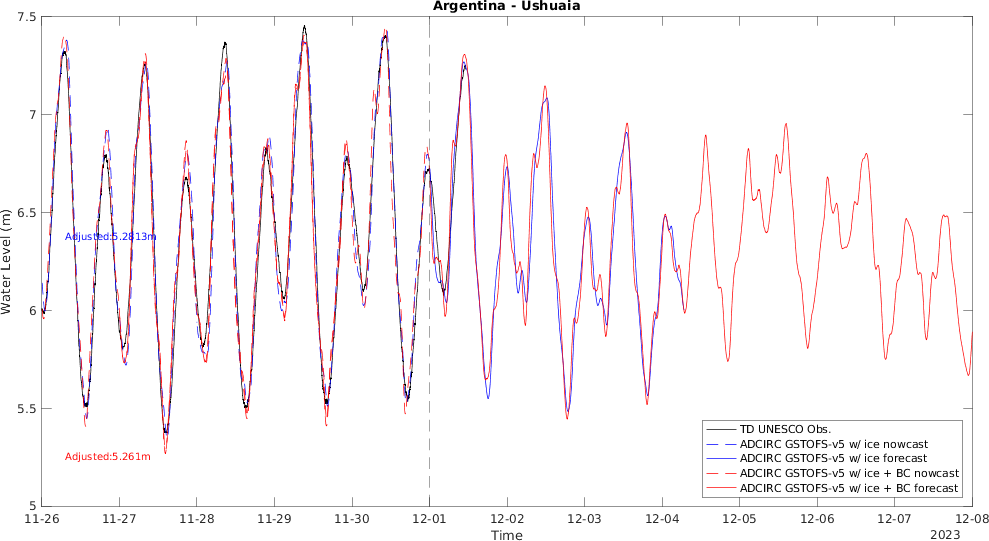 Argentina - Ushuaia
Water Level (m)
7.5
7
6.5
6
5.5
5
Adjusted:5.2813m
Adjusted:5.261m
TD UNESCO Obs.
ADCIRC GSTOFS-v5 w/ ice nowcast
ADCIRC GSTOFS-v5 w/ ice forecast
ADCIRC GSTOFS-v5 w/ ice + BC nowcast
ADCIRC GSTOFS-v5 w/ ice + BC forecast
11-26 11-27 11-28 11-29 11-30 12-01 12-02 12-03 12-04 12-05 12-06 12-07 12-08
Time
2023